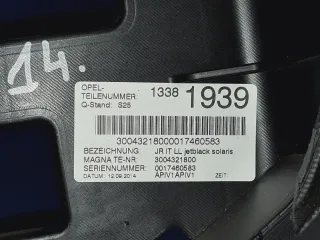 14.
OPEL-
TEILENUMMER: 1338 1939
Q-Stand: S25
30043218000017460583
BEZEICHNUNG: JR IT LL jetblack solaris
MAGNA TE-NR: 3004321800
SERIENNUMMER: 0017460583
DATUM: 12.09.2014 APIV1APIV1 ZEIT: